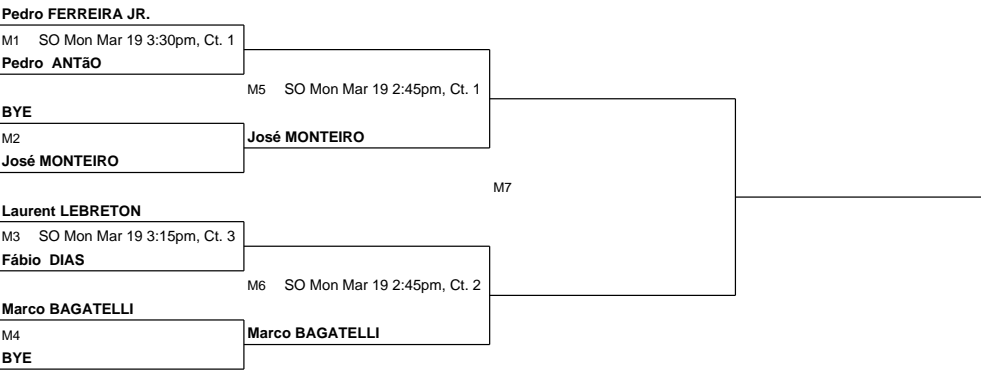 Pedro FERREIRA JR.
M1 SO Mon Mar 19 3:30pm, Ct. 1
Pedro ANTãO
M5 SO Mon Mar 19 2:45pm, Ct. 1
BYE
M2
José MONTEIRO
José MONTEIRO
M7
Laurent LEBRETON
M3 SO Mon Mar 19 3:15pm, Ct. 3
Fábio DIAS
M6 SO Mon Mar 19 2:45pm, Ct. 2
Marco BAGATELLI
M4
Marco BAGATELLI
BYE